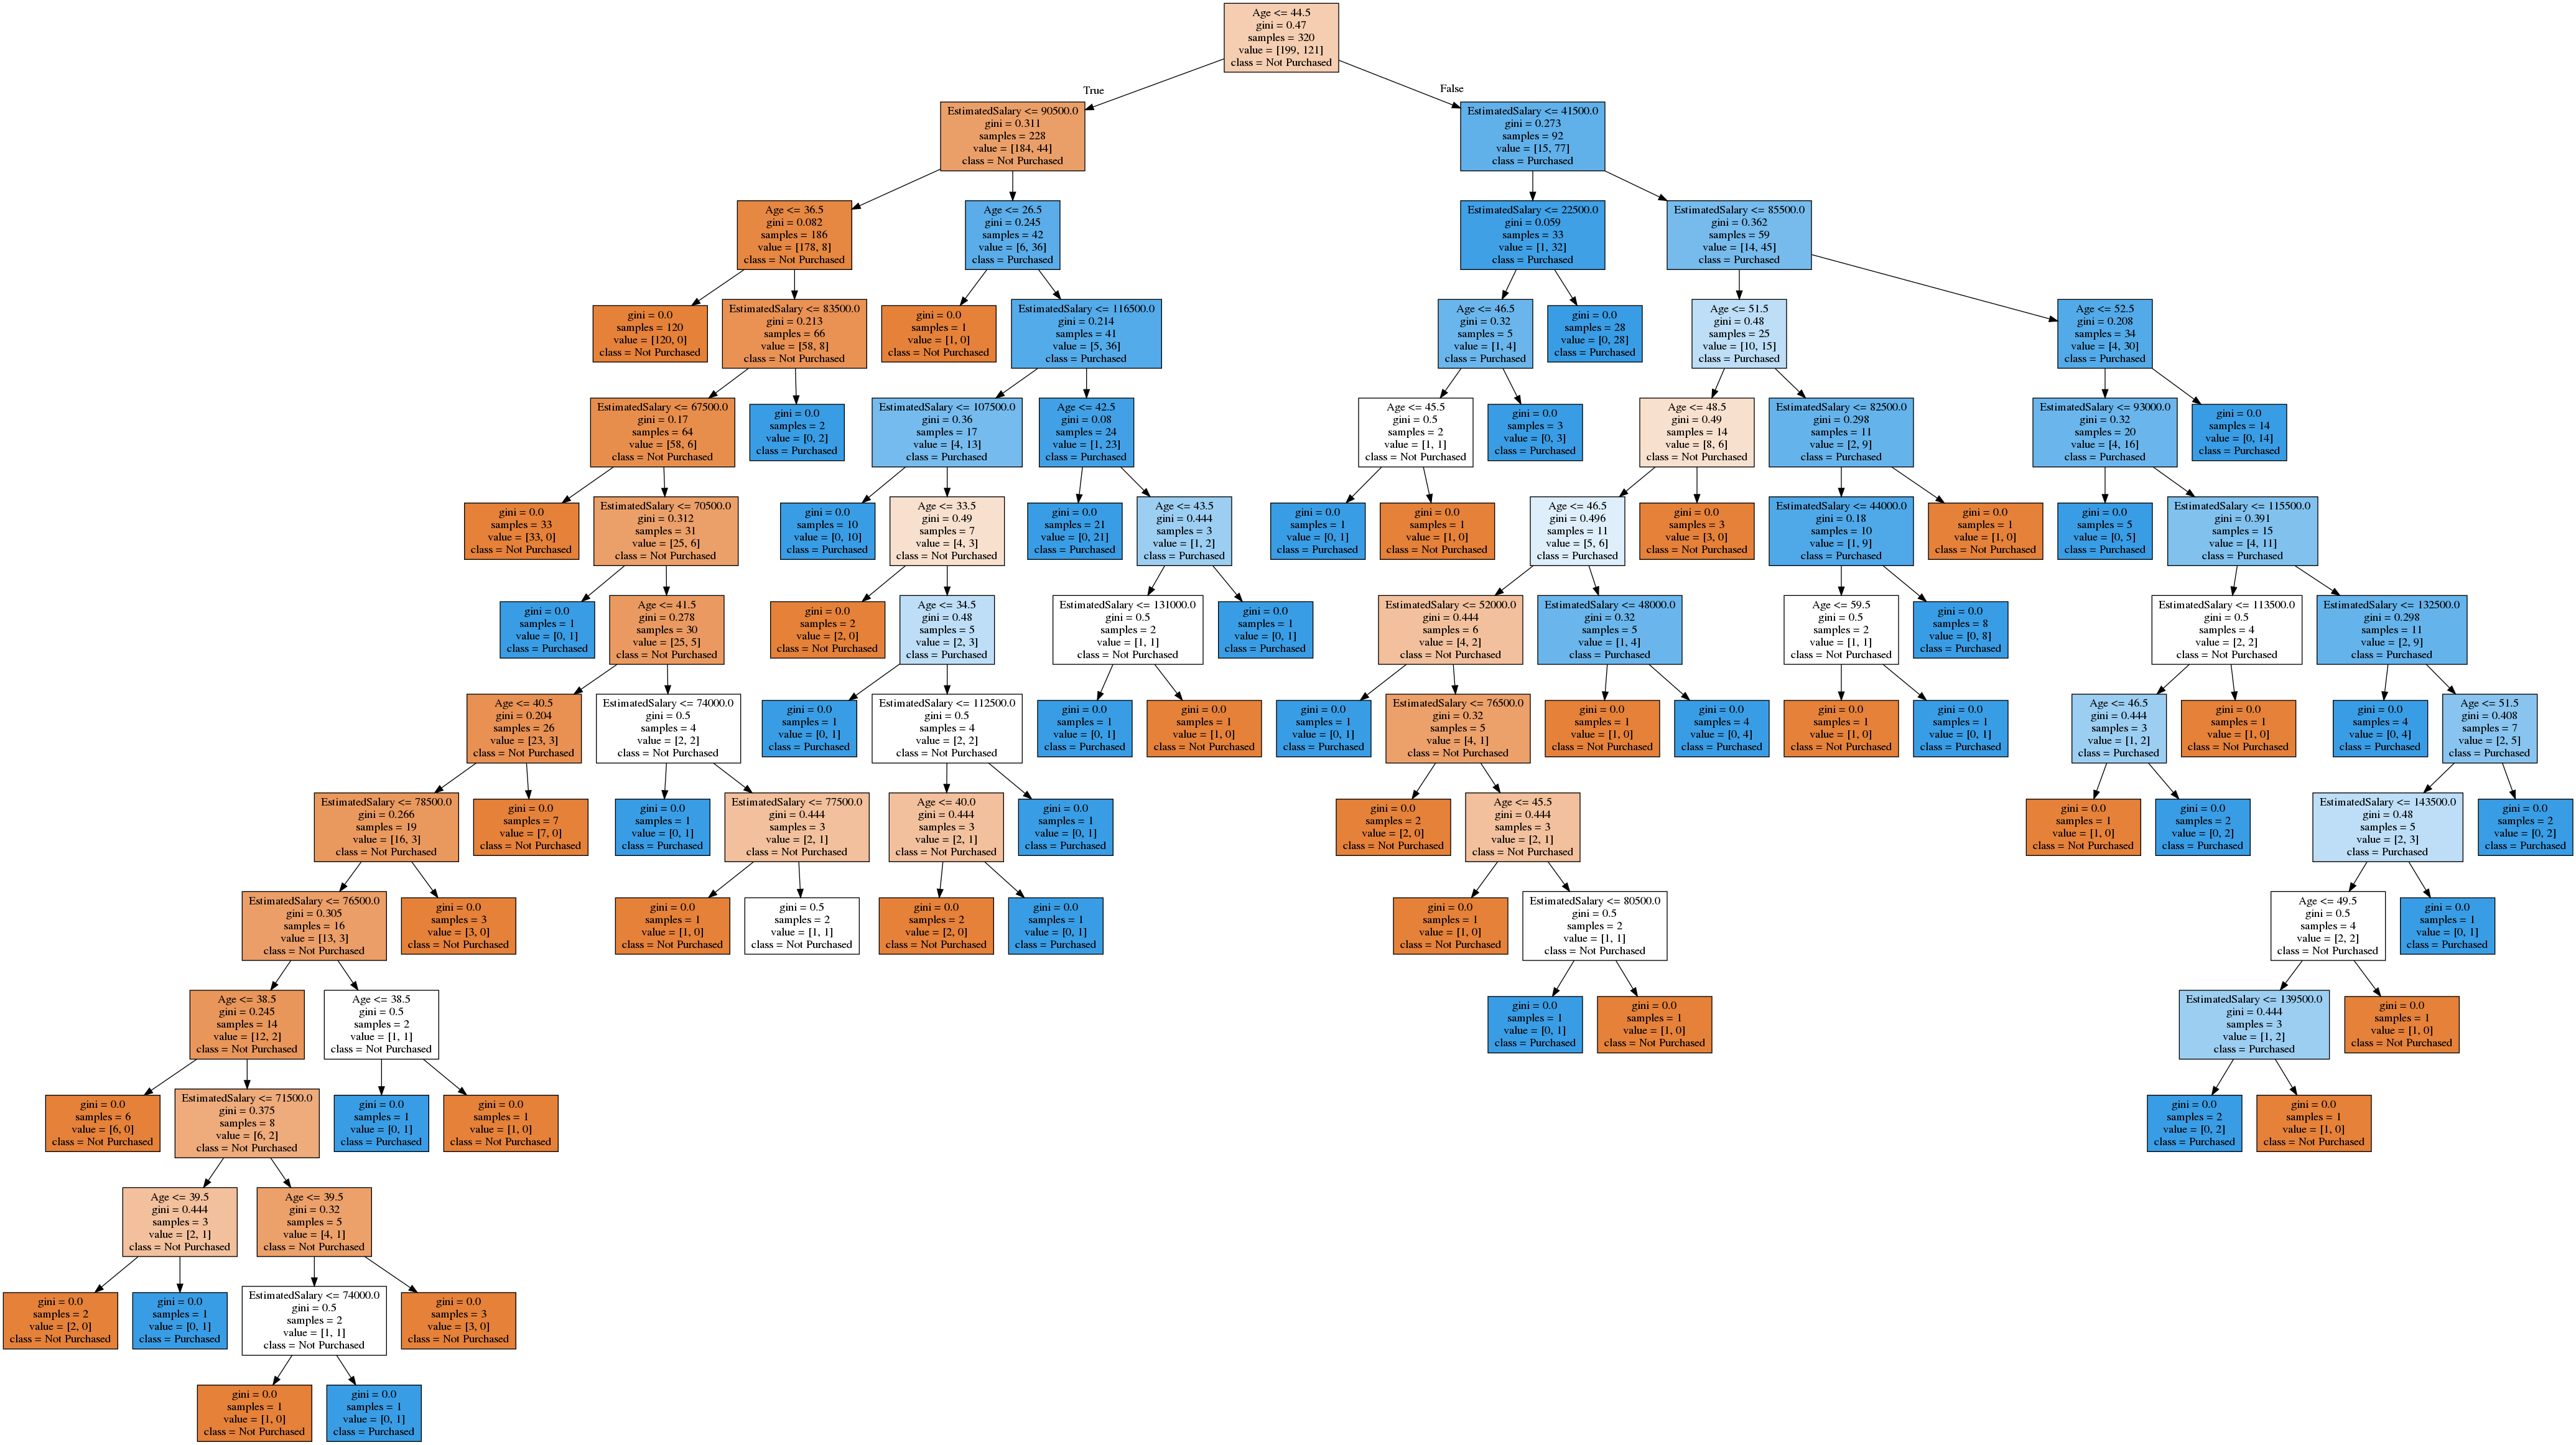 Age <= 44.5
gini = 0.47
samples = 320
value = [199, 121]
class = Not Purchased
True
False
EstimatedSalary <= 90500.0
gini = 0.311
samples = 228
value = [184, 44]
class = Not Purchased
EstimatedSalary <= 41500.0
gini = 0.273
samples = 92
value = [15, 77]
class = Purchased
Age <= 36.5
gini = 0.082
samples = 186
value = [178, 8]
class = Not Purchased
Age <= 26.5
gini = 0.245
samples = 42
value = [6, 36]
class = Purchased
EstimatedSalary <= 22500.0
gini = 0.059
samples = 33
value = [1, 32]
class = Purchased
EstimatedSalary <= 85500.0
gini = 0.362
samples = 59
value = [14, 45]
class = Purchased
gini = 0.0
samples = 120
value = [120, 0]
class = Not Purchased
EstimatedSalary <= 83500.0
gini = 0.213
samples = 66
value = [58, 8]
class = Not Purchased
gini = 0.0
samples = 1
value = [1, 0]
class = Not Purchased
EstimatedSalary <= 116500.0
gini = 0.214
samples = 41
value = [5, 36]
class = Purchased
Age <= 46.5
gini = 0.32
samples = 5
value = [1, 4]
class = Purchased
gini = 0.0
samples = 28
value = [0, 28]
class = Purchased
Age <= 51.5
gini = 0.48
samples = 25
value = [10, 15]
class = Purchased
Age <= 52.5
gini = 0.208
samples = 34
value = [4, 30]
class = Purchased
EstimatedSalary <= 67500.0
gini = 0.17
samples = 64
value = [58, 6]
class = Not Purchased
gini = 0.0
samples = 2
value = [0, 2]
class = Purchased
EstimatedSalary <= 107500.0
gini = 0.36
samples = 17
value = [4, 13]
class = Purchased
Age <= 42.5
gini = 0.08
samples = 24
value = [1, 23]
class = Purchased
Age <= 45.5
gini = 0.5
samples = 2
value = [1, 1]
class = Not Purchased
gini = 0.0
samples = 3
value = [0, 3]
class = Purchased
Age <= 48.5
gini = 0.49
samples = 14
value = [8, 6]
class = Not Purchased
EstimatedSalary <= 82500.0
gini = 0.298
samples = 11
value = [2, 9]
class = Purchased
EstimatedSalary <= 93000.0
gini = 0.32
samples = 20
value = [4, 16]
class = Purchased
gini = 0.0
samples = 14
value = [0, 14]
class = Purchased
gini = 0.0
samples = 33
value = [33, 0]
class = Not Purchased
EstimatedSalary <= 70500.0
gini = 0.312
samples = 31
value = [25, 6]
class = Not Purchased
gini = 0.0
samples = 10
value = [0, 10]
class = Purchased
Age <= 33.5
gini = 0.49
samples = 7
value = [4, 3]
class = Not Purchased
gini = 0.0
samples = 21
value = [0, 21]
class = Purchased
Age <= 43.5
gini = 0.444
samples = 3
value = [1, 2]
class = Purchased
gini = 0.0
samples = 1
value = [0, 1]
class = Purchased
gini = 0.0
samples = 1
value = [1, 0]
class = Not Purchased
Age <= 46.5
gini = 0.496
samples = 11
value = [5, 6]
class = Purchased
gini = 0.0
samples = 3
value = [3, 0]
class = Not Purchased
EstimatedSalary <= 44000.0
gini = 0.18
samples = 10
value = [1, 9]
class = Purchased
gini = 0.0
samples = 1
value = [1, 0]
class = Not Purchased
gini = 0.0
samples = 5
value = [0, 5]
class = Purchased
EstimatedSalary <= 115500.0
gini = 0.391
samples = 15
value = [4, 11]
class = Purchased
gini = 0.0
samples = 1
value = [0, 1]
class = Purchased
Age <= 41.5
gini = 0.278
samples = 30
value = [25, 5]
class = Not Purchased
gini = 0.0
samples = 2
value = [2, 0]
class = Not Purchased
Age <= 34.5
gini = 0.48
samples = 5
value = [2, 3]
class = Purchased
EstimatedSalary <= 131000.0
gini = 0.5
samples = 2
value = [1, 1]
class = Not Purchased
gini = 0.0
samples = 1
value = [0, 1]
class = Purchased
EstimatedSalary <= 52000.0
gini = 0.444
samples = 6
value = [4, 2]
class = Not Purchased
EstimatedSalary <= 48000.0
gini = 0.32
samples = 5
value = [1, 4]
class = Purchased
Age <= 59.5
gini = 0.5
samples = 2
value = [1, 1]
class = Not Purchased
gini = 0.0
samples = 8
value = [0, 8]
class = Purchased
EstimatedSalary <= 113500.0
gini = 0.5
samples = 4
value = [2, 2]
class = Not Purchased
EstimatedSalary <= 132500.0
gini = 0.298
samples = 11
value = [2, 9]
class = Purchased
Age <= 40.5
gini = 0.204
samples = 26
value = [23, 3]
class = Not Purchased
EstimatedSalary <= 74000.0
gini = 0.5
samples = 4
value = [2, 2]
class = Not Purchased
gini = 0.0
samples = 1
value = [0, 1]
class = Purchased
EstimatedSalary <= 112500.0
gini = 0.5
samples = 4
value = [2, 2]
class = Not Purchased
gini = 0.0
samples = 1
value = [0, 1]
class = Purchased
gini = 0.0
samples = 1
value = [1, 0]
class = Not Purchased
gini = 0.0
samples = 1
value = [0, 1]
class = Purchased
EstimatedSalary <= 76500.0
gini = 0.32
samples = 5
value = [4, 1]
class = Not Purchased
gini = 0.0
samples = 1
value = [1, 0]
class = Not Purchased
gini = 0.0
samples = 4
value = [0, 4]
class = Purchased
gini = 0.0
samples = 1
value = [1, 0]
class = Not Purchased
gini = 0.0
samples = 1
value = [0, 1]
class = Purchased
Age <= 46.5
gini = 0.444
samples = 3
value = [1, 2]
class = Purchased
gini = 0.0
samples = 1
value = [1, 0]
class = Not Purchased
gini = 0.0
samples = 4
value = [0, 4]
class = Purchased
Age <= 51.5
gini = 0.408
samples = 7
value = [2, 5]
class = Purchased
EstimatedSalary <= 78500.0
gini = 0.266
samples = 19
value = [16, 3]
class = Not Purchased
gini = 0.0
samples = 7
value = [7, 0]
class = Not Purchased
gini = 0.0
samples = 1
value = [0, 1]
class = Purchased
EstimatedSalary <= 77500.0
gini = 0.444
samples = 3
value = [2, 1]
class = Not Purchased
Age <= 40.0
gini = 0.444
samples = 3
value = [2, 1]
class = Not Purchased
gini = 0.0
samples = 1
value = [0, 1]
class = Purchased
gini = 0.0
samples = 2
value = [2, 0]
class = Not Purchased
Age <= 45.5
gini = 0.444
samples = 3
value = [2, 1]
class = Not Purchased
gini = 0.0
samples = 1
value = [1, 0]
class = Not Purchased
gini = 0.0
samples = 2
value = [0, 2]
class = Purchased
EstimatedSalary <= 143500.0
gini = 0.48
samples = 5
value = [2, 3]
class = Purchased
gini = 0.0
samples = 2
value = [0, 2]
class = Purchased
EstimatedSalary <= 76500.0
gini = 0.305
samples = 16
value = [13, 3]
class = Not Purchased
gini = 0.0
samples = 3
value = [3, 0]
class = Not Purchased
gini = 0.0
samples = 1
value = [1, 0]
class = Not Purchased
gini = 0.5
samples = 2
value = [1, 1]
class = Not Purchased
gini = 0.0
samples = 2
value = [2, 0]
class = Not Purchased
gini = 0.0
samples = 1
value = [0, 1]
class = Purchased
gini = 0.0
samples = 1
value = [1, 0]
class = Not Purchased
EstimatedSalary <= 80500.0
gini = 0.5
samples = 2
value = [1, 1]
class = Not Purchased
Age <= 49.5
gini = 0.5
samples = 4
value = [2, 2]
class = Not Purchased
gini = 0.0
samples = 1
value = [0, 1]
class = Purchased
Age <= 38.5
gini = 0.245
samples = 14
value = [12, 2]
class = Not Purchased
Age <= 38.5
gini = 0.5
samples = 2
value = [1, 1]
class = Not Purchased
gini = 0.0
samples = 1
value = [0, 1]
class = Purchased
gini = 0.0
samples = 1
value = [1, 0]
class = Not Purchased
EstimatedSalary <= 139500.0
gini = 0.444
samples = 3
value = [1, 2]
class = Purchased
gini = 0.0
samples = 1
value = [1, 0]
class = Not Purchased
gini = 0.0
samples = 6
value = [6, 0]
class = Not Purchased
EstimatedSalary <= 71500.0
gini = 0.375
samples = 8
value = [6, 2]
class = Not Purchased
gini = 0.0
samples = 1
value = [0, 1]
class = Purchased
gini = 0.0
samples = 1
value = [1, 0]
class = Not Purchased
gini = 0.0
samples = 2
value = [0, 2]
class = Purchased
gini = 0.0
samples = 1
value = [1, 0]
class = Not Purchased
Age <= 39.5
gini = 0.444
samples = 3
value = [2, 1]
class = Not Purchased
Age <= 39.5
gini = 0.32
samples = 5
value = [4, 1]
class = Not Purchased
gini = 0.0
samples = 2
value = [2, 0]
class = Not Purchased
gini = 0.0
samples = 1
value = [0, 1]
class = Purchased
EstimatedSalary <= 74000.0
gini = 0.5
samples = 2
value = [1, 1]
class = Not Purchased
gini = 0.0
samples = 3
value = [3, 0]
class = Not Purchased
gini = 0.0
samples = 1
value = [1, 0]
class = Not Purchased
gini = 0.0
samples = 1
value = [0, 1]
class = Purchased